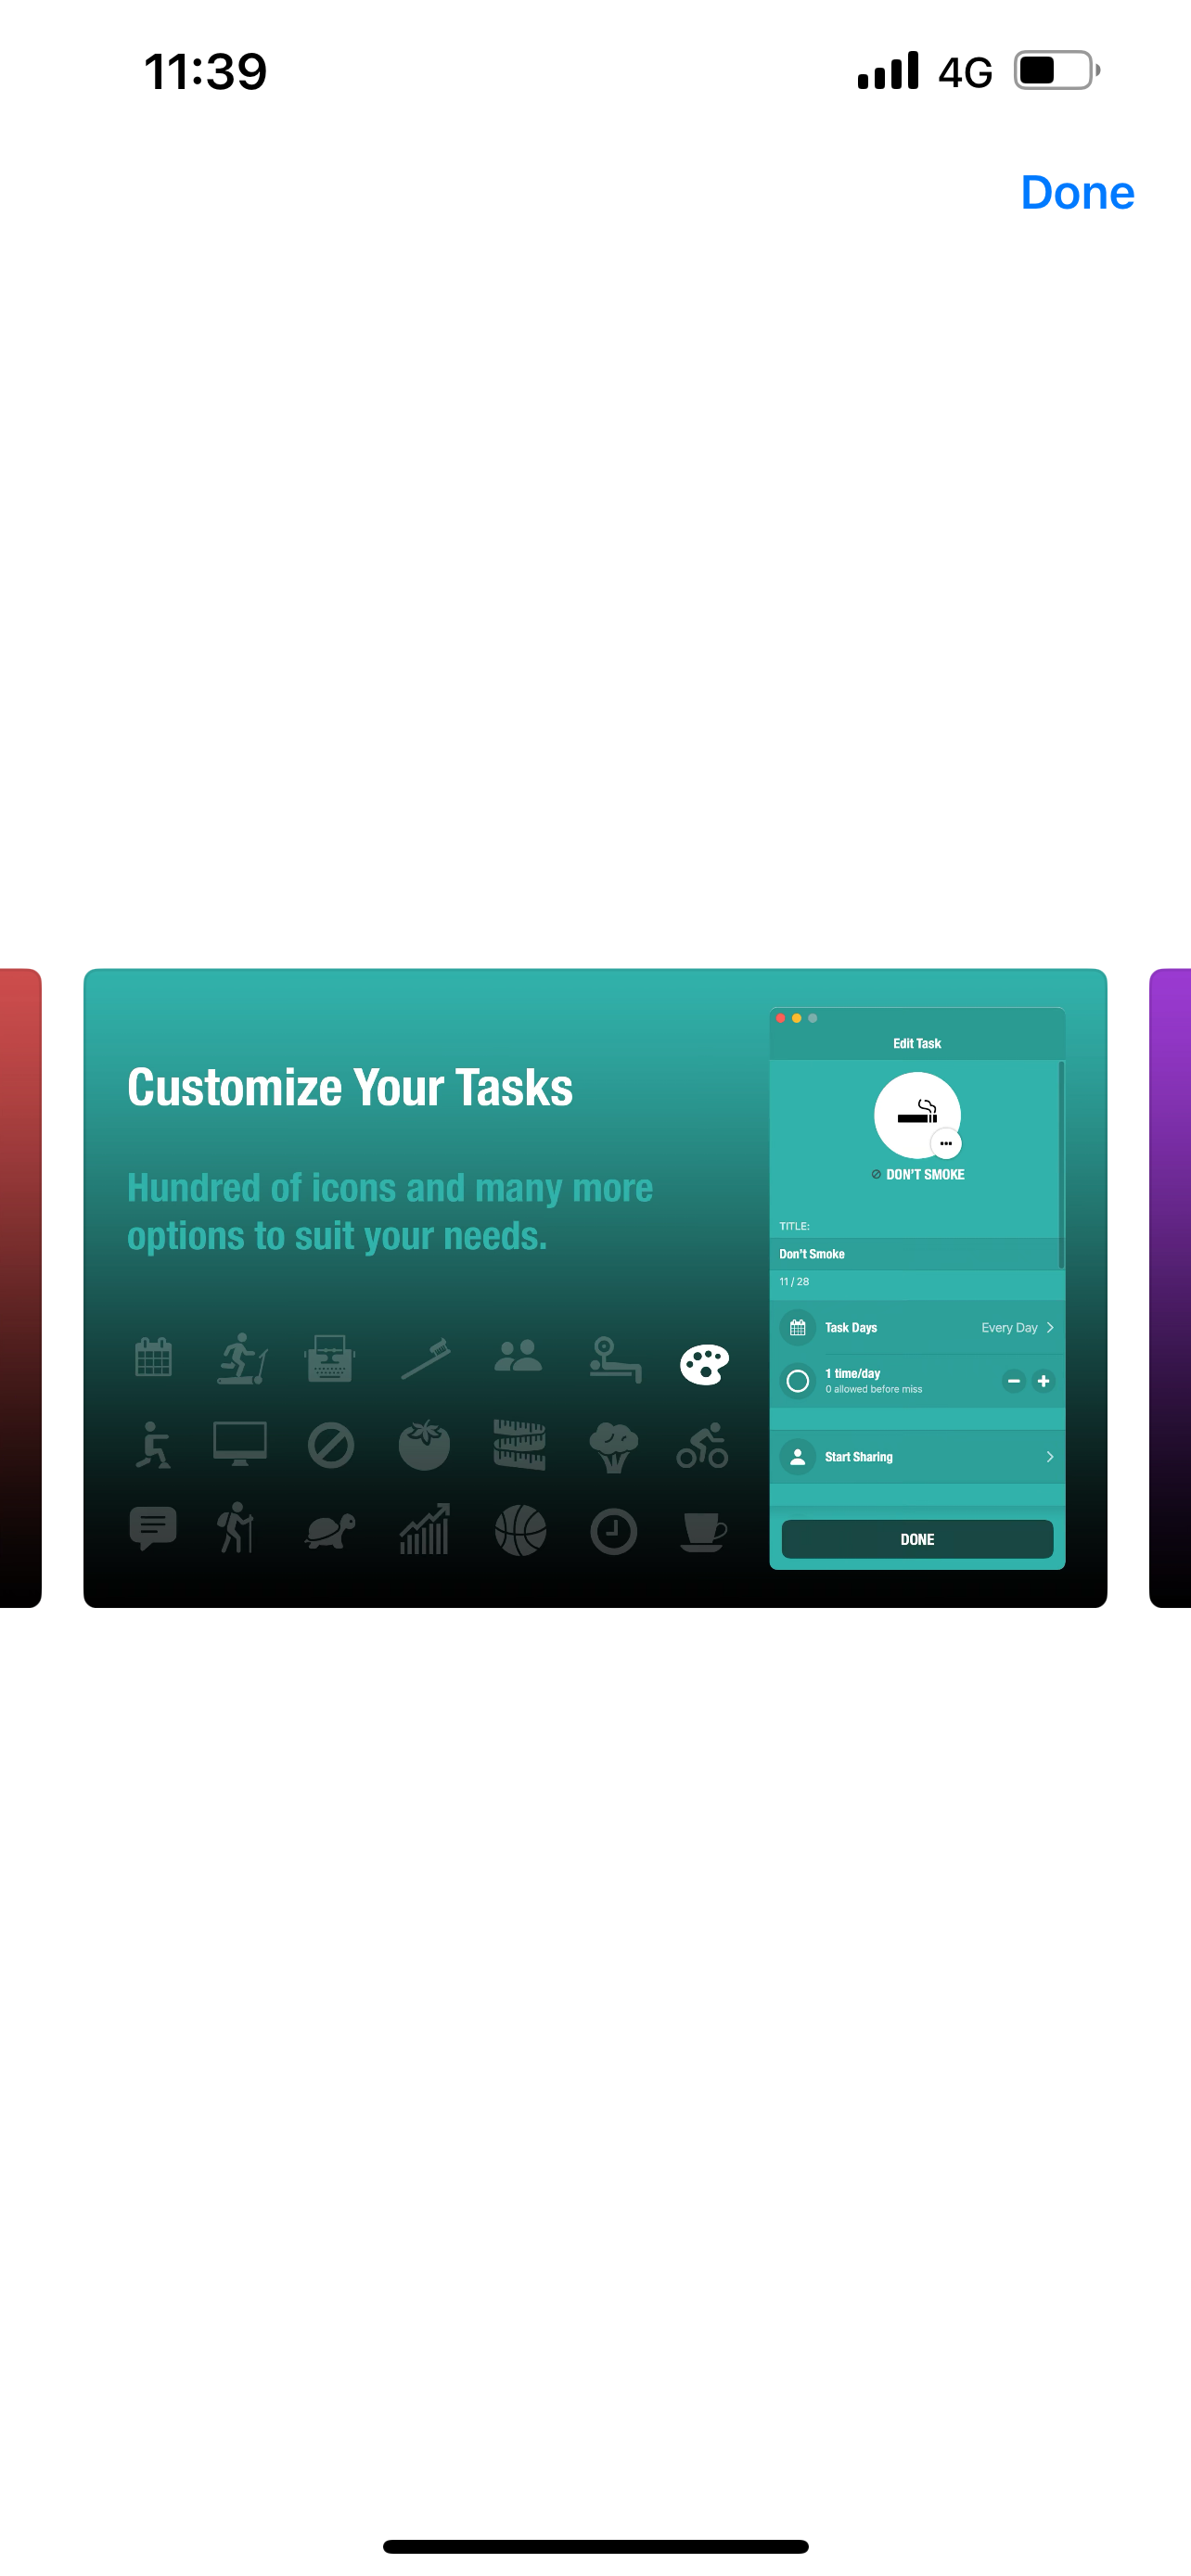 11:39
4G
Done
Customize Your Tasks
Hundred of icons and many more
options to suit your needs.
Edit Task
DON'T SMOKE
TITLE:
Don't Smoke
11 / 28
Task Days
Every Day
1 time/day
0 allowed before miss
Start Sharing
DONE